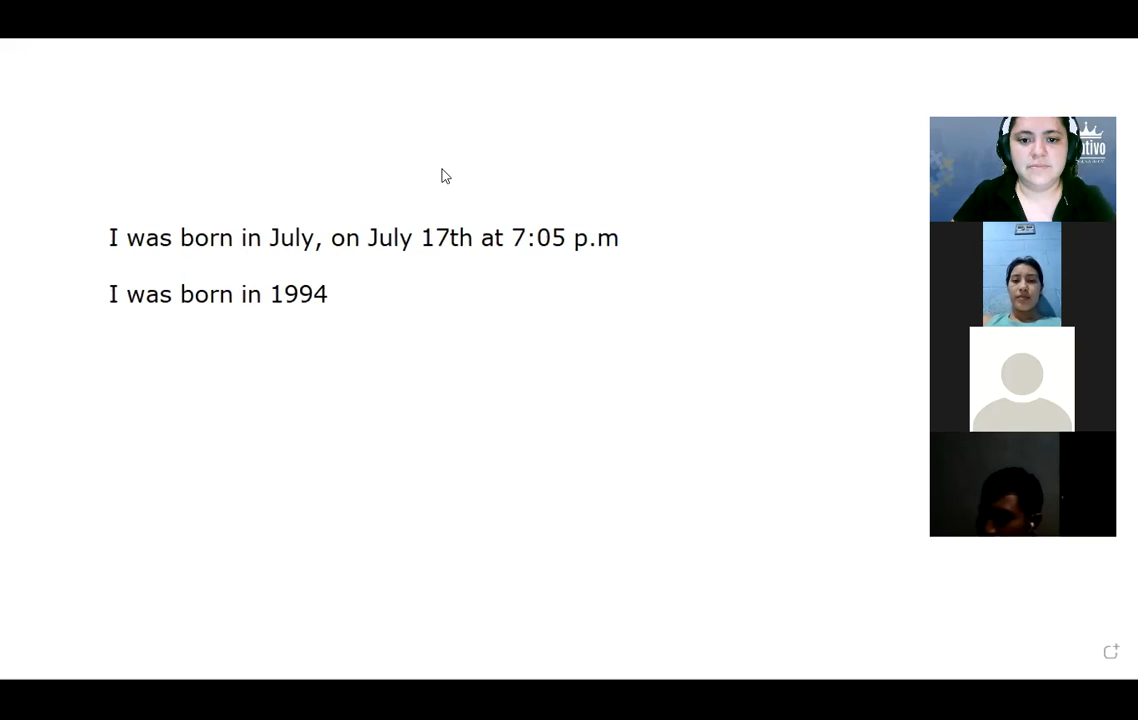 I was born in July, on July 17th at 7:05 p.m
I was born in 1994